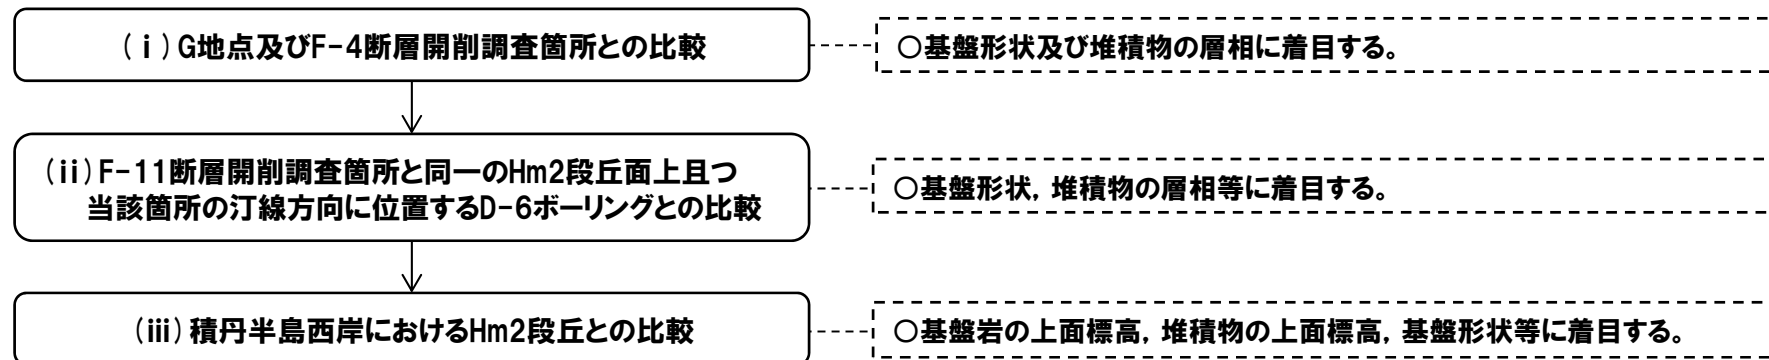 (ⅰ)G地点及びF-4断層開削調査箇所との比較
○基盤形状及び堆積物の層相に着目する。
(ii)F-11断層開削調査箇所と同一のHm2段丘面上且つ
当該箇所の汀線方向に位置するD-6ボーリングとの比較
○基盤形状,堆積物の層相等に着目する。
(iii)積丹半島西岸におけるHm2段丘との比較
○基盤岩の上面標高,堆積物の上面標高,基盤形状等に着目する。